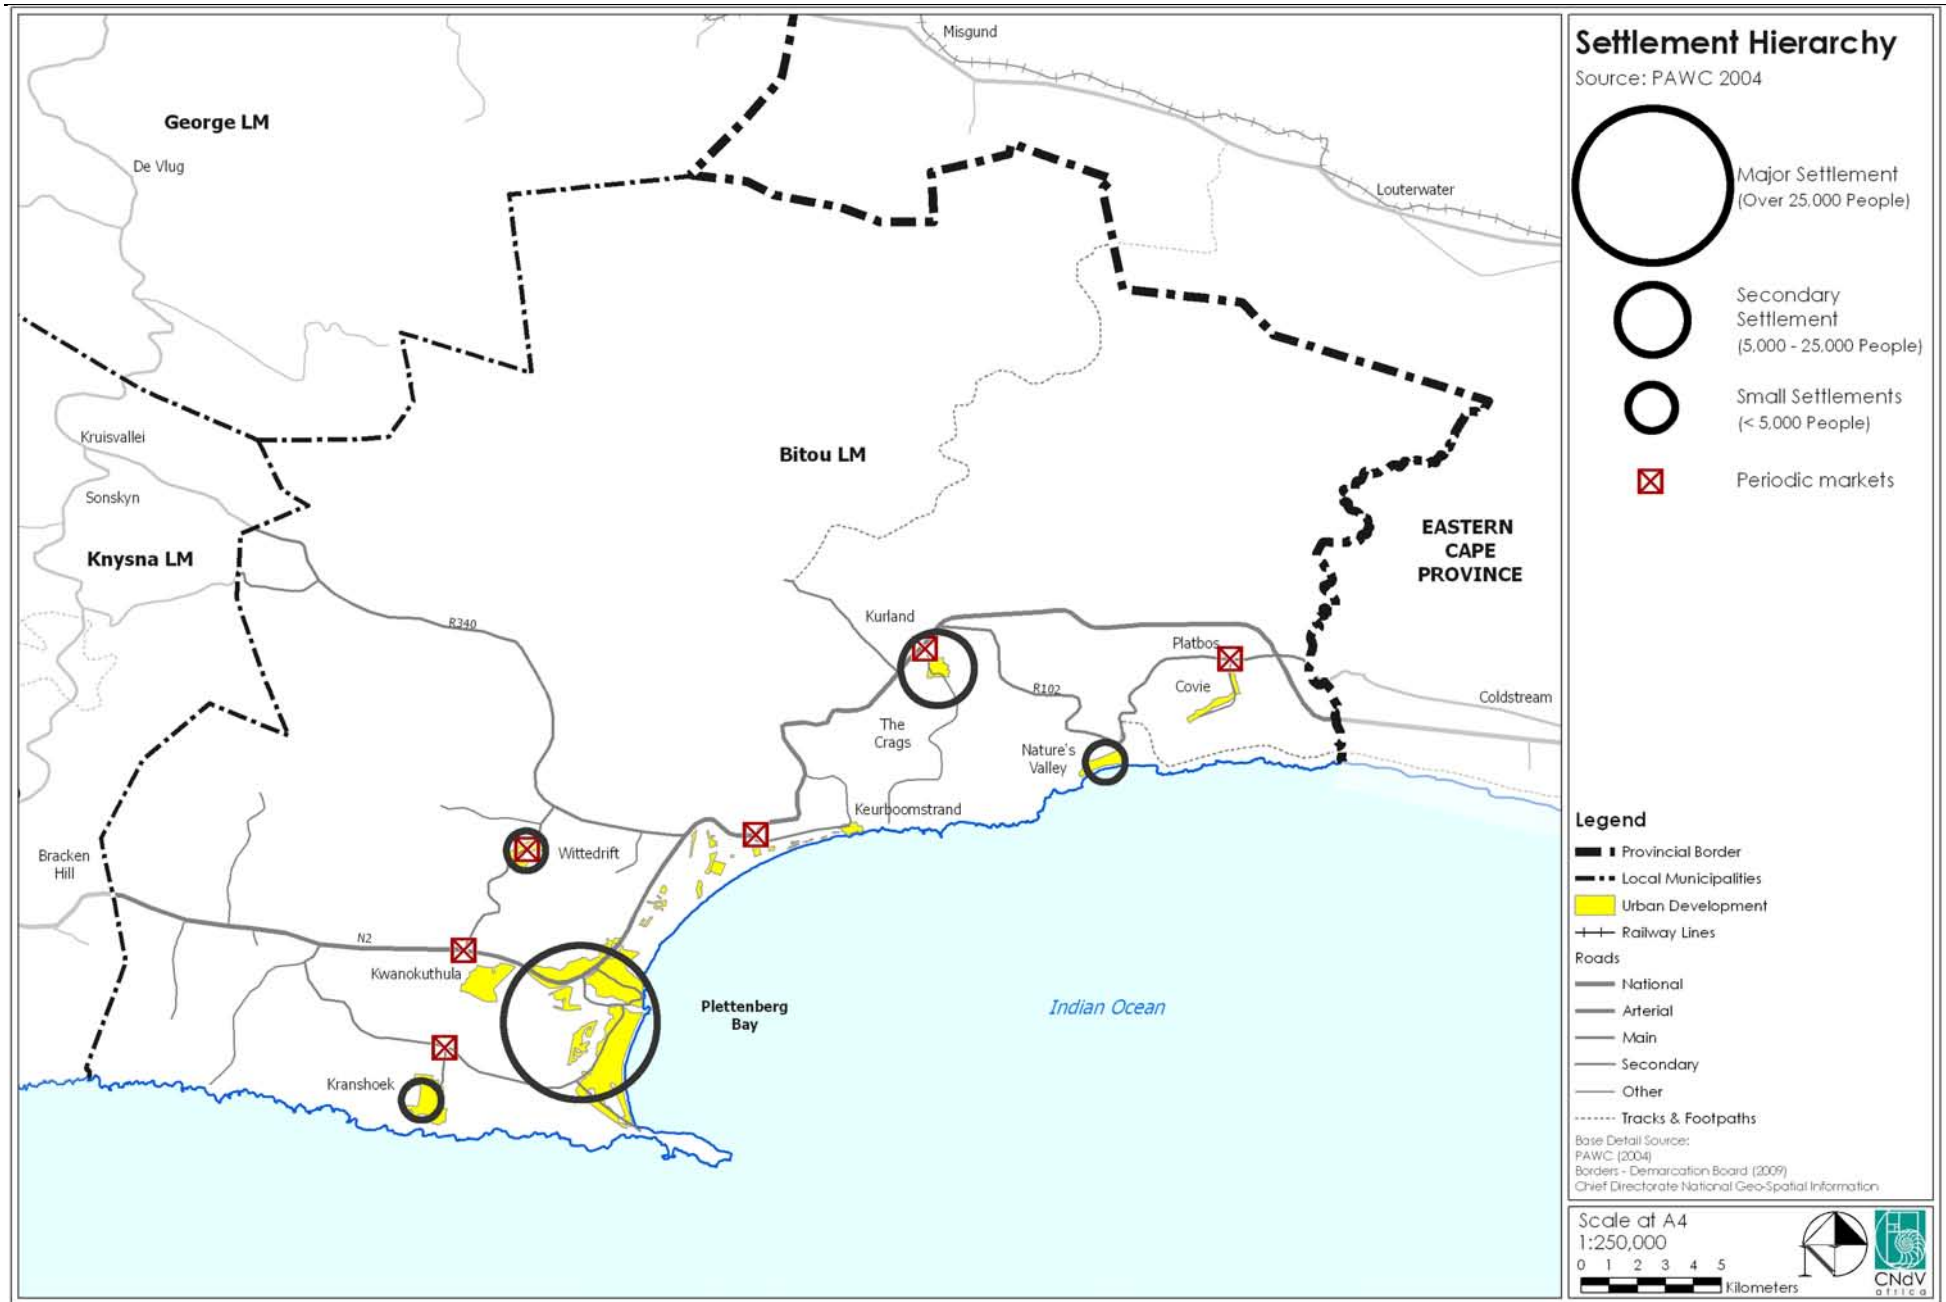 Misgund
George LM
De Vlug
Louterwater
Kruisvallei
Bitou LM
Sonskyn
EASTERN
CAPE
PROVINCE
Knysna LM
R340
Kurland
Platbos
R102
Covie
Coldstream
The
Crags
Nature's
Valley
Keurboomstrand
Bracken
Hill
Wittedrift
N2
Kwanokuthula
Plettenberg
Bay
Indian Ocean
Kranshoek
Settlement Hierarchy
Source: PAWC 2004
Major Settlement
(Over 25,000 People)
Secondary
Settlement
(5,000 - 25,000 People)
Small Settlements
(< 5,000 People)
Periodic markets
Legend
Provincial Border
Local Municipalities
Urban Development
Railway Lines
Roads
National
Arterial
Main
Secondary
Other
Tracks & Footpaths
Base Detail Source:
PAWC (2004)
Borders - Demarcation Board (2009)
Chief Directorate National Geo-Spatial Information
Scale at A4
1:250,000
0 1 2 3 4 5
Kilometers
N
CNdV
africa